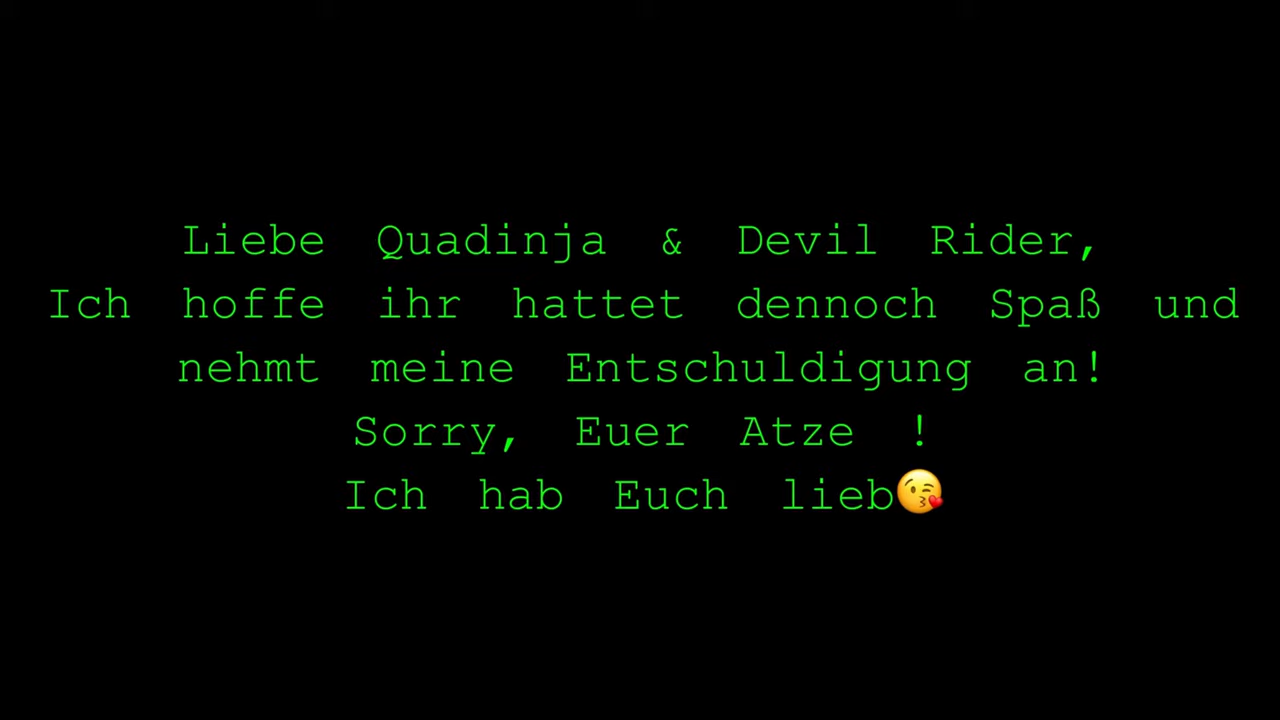 Liebe Quadinja & Devil Rider,
Ich hoffe ihr hattet dennoch Spaß und
nehmt meine Entschuldigung an!
Sorry, Euer Atze !
Ich hab Euch lieb😘